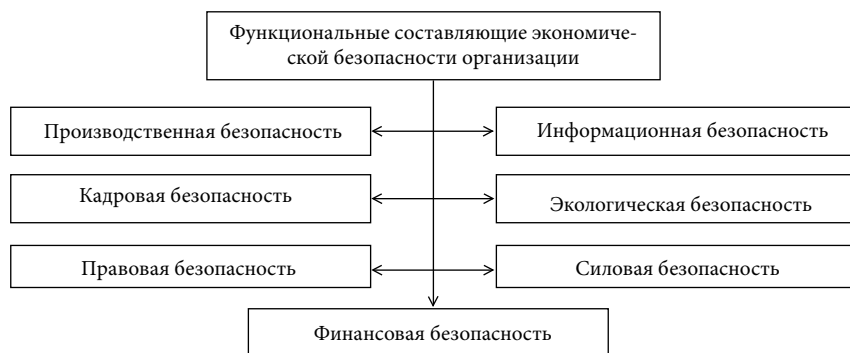 Функциональные составляющие экономиче-
ской безопасности организации
Производственная безопасность
Информационная безопасность
Кадровая безопасность
Экологическая безопасность
Правовая безопасность
Силовая безопасность
Финансовая безопасность